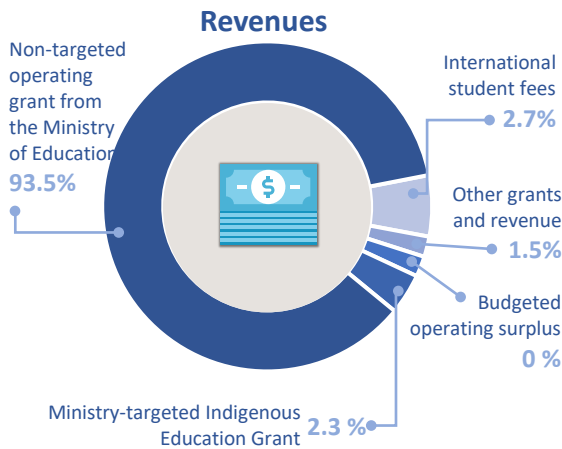 Revenues
Non-targeted
operating
grant from
the Ministry
of Education
93.5%
International
student fees
2.7%
Other grants
and revenue
1.5%
Budgeted
operating surplus
0 %
Ministry-targeted Indigenous
Education Grant
2.3 %
$